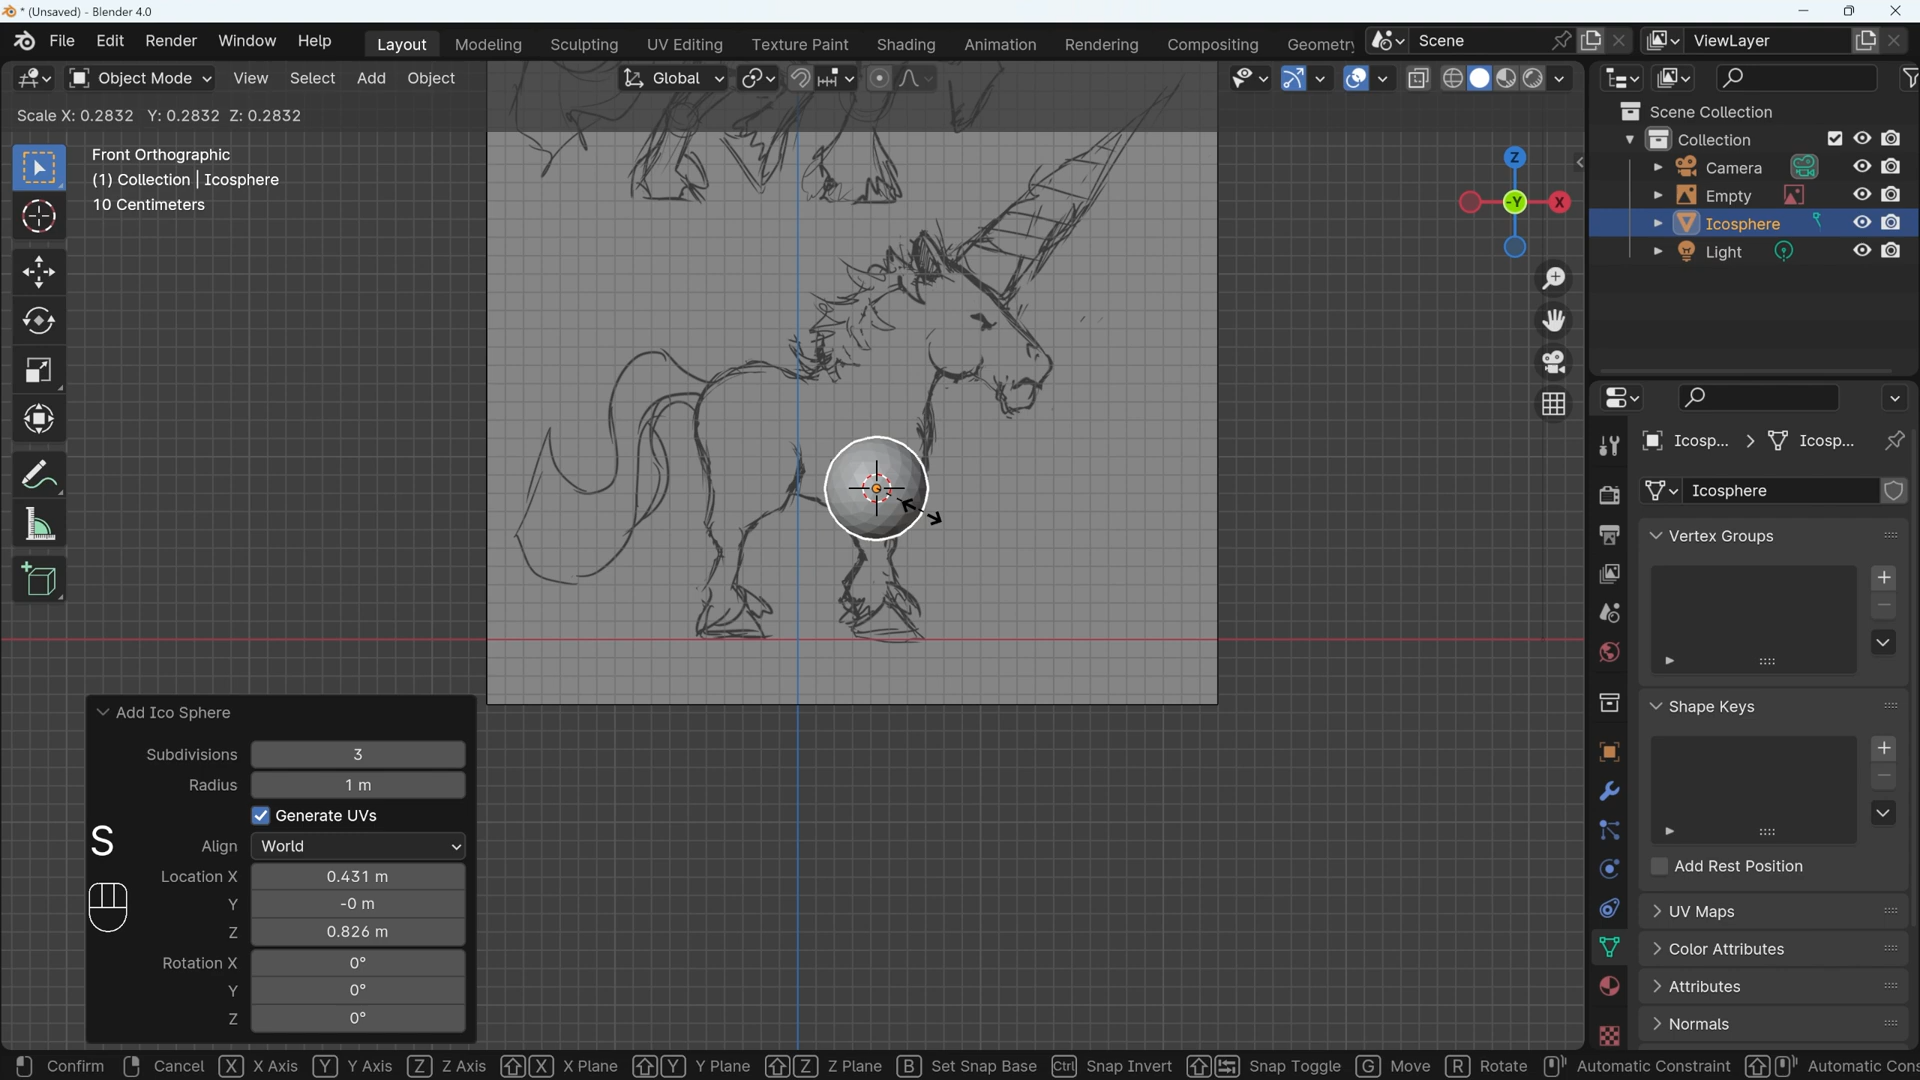 * (Unsaved) - Blender 4.0
File Edit Render Window Help Layout Modeling Sculpting UV Editing Texture Paint Shading Animation Rendering Compositing Geometry Scene ViewLayer
Object Mode View Select Add Object Global
Scale X: 0.2832 Y: 0.2832 Z: 0.2832
Front Orthographic
(1) Collection | Icosphere
10 Centimeters
Z
-Y X
Scene Collection
Collection
Camera
Empty
Icosphere
Light
Icosp... > Icosp...
Icosphere
Vertex Groups
Shape Keys
Add Rest Position
UV Maps
Color Attributes
Attributes
Normals
Add Ico Sphere
Subdivisions 3
Radius 1 m
Generate UVs
Align World
Location X 0.431 m
Y -0 m
Z 0.826 m
Rotation X 0°
Y 0°
Z 0°
S
Confirm Cancel X X Axis Y Y Axis Z Z Axis X X Plane Y Y Plane Z Z Plane B Set Snap Base Ctrl Snap Invert Snap Toggle G Move R Rotate Automatic Constraint Automatic Cons